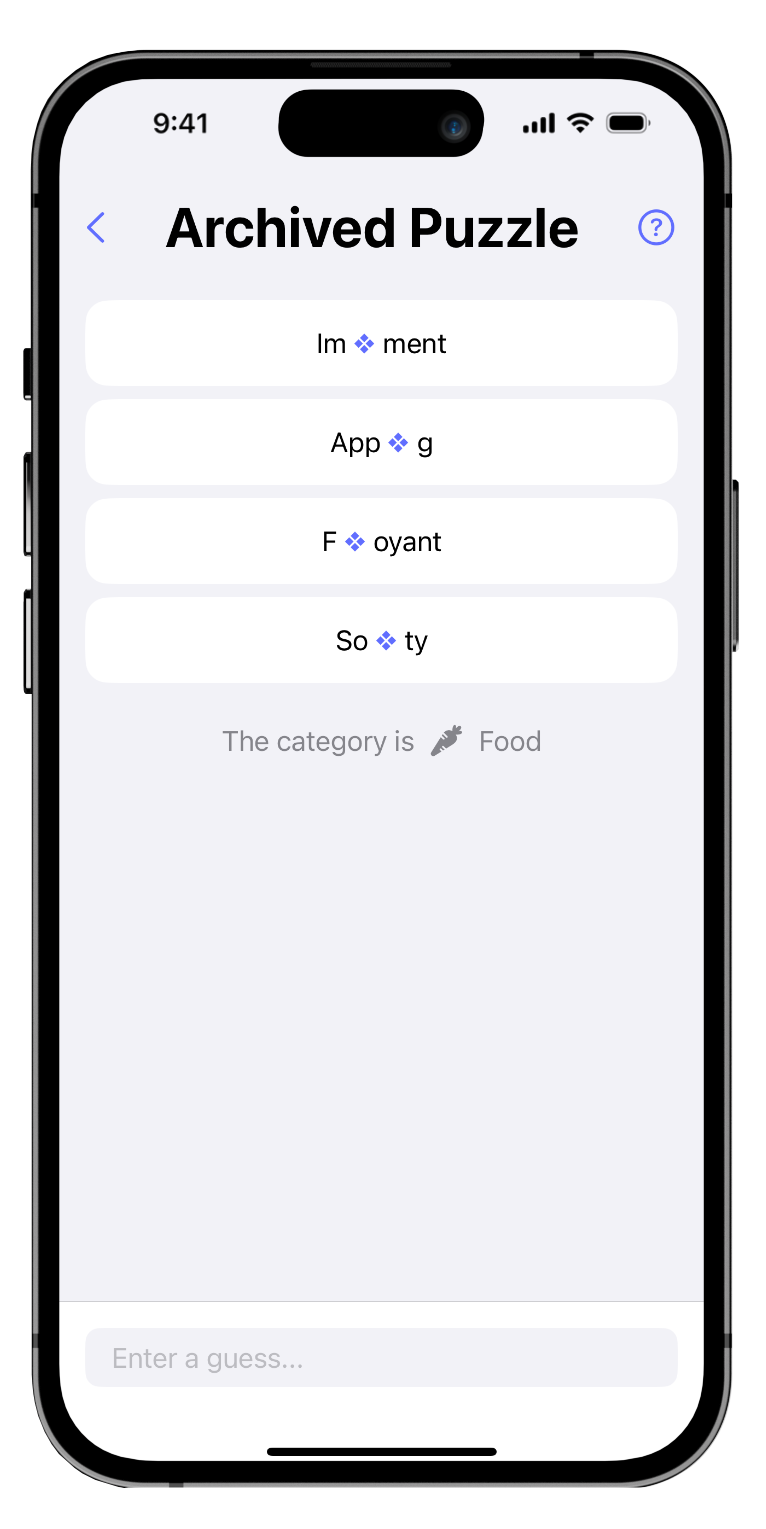 9:41
Archived Puzzle
?
Im ❖ ment
App ❖ g
F ❖ oyant
So ❖ ty
The category is Food
Enter a guess...